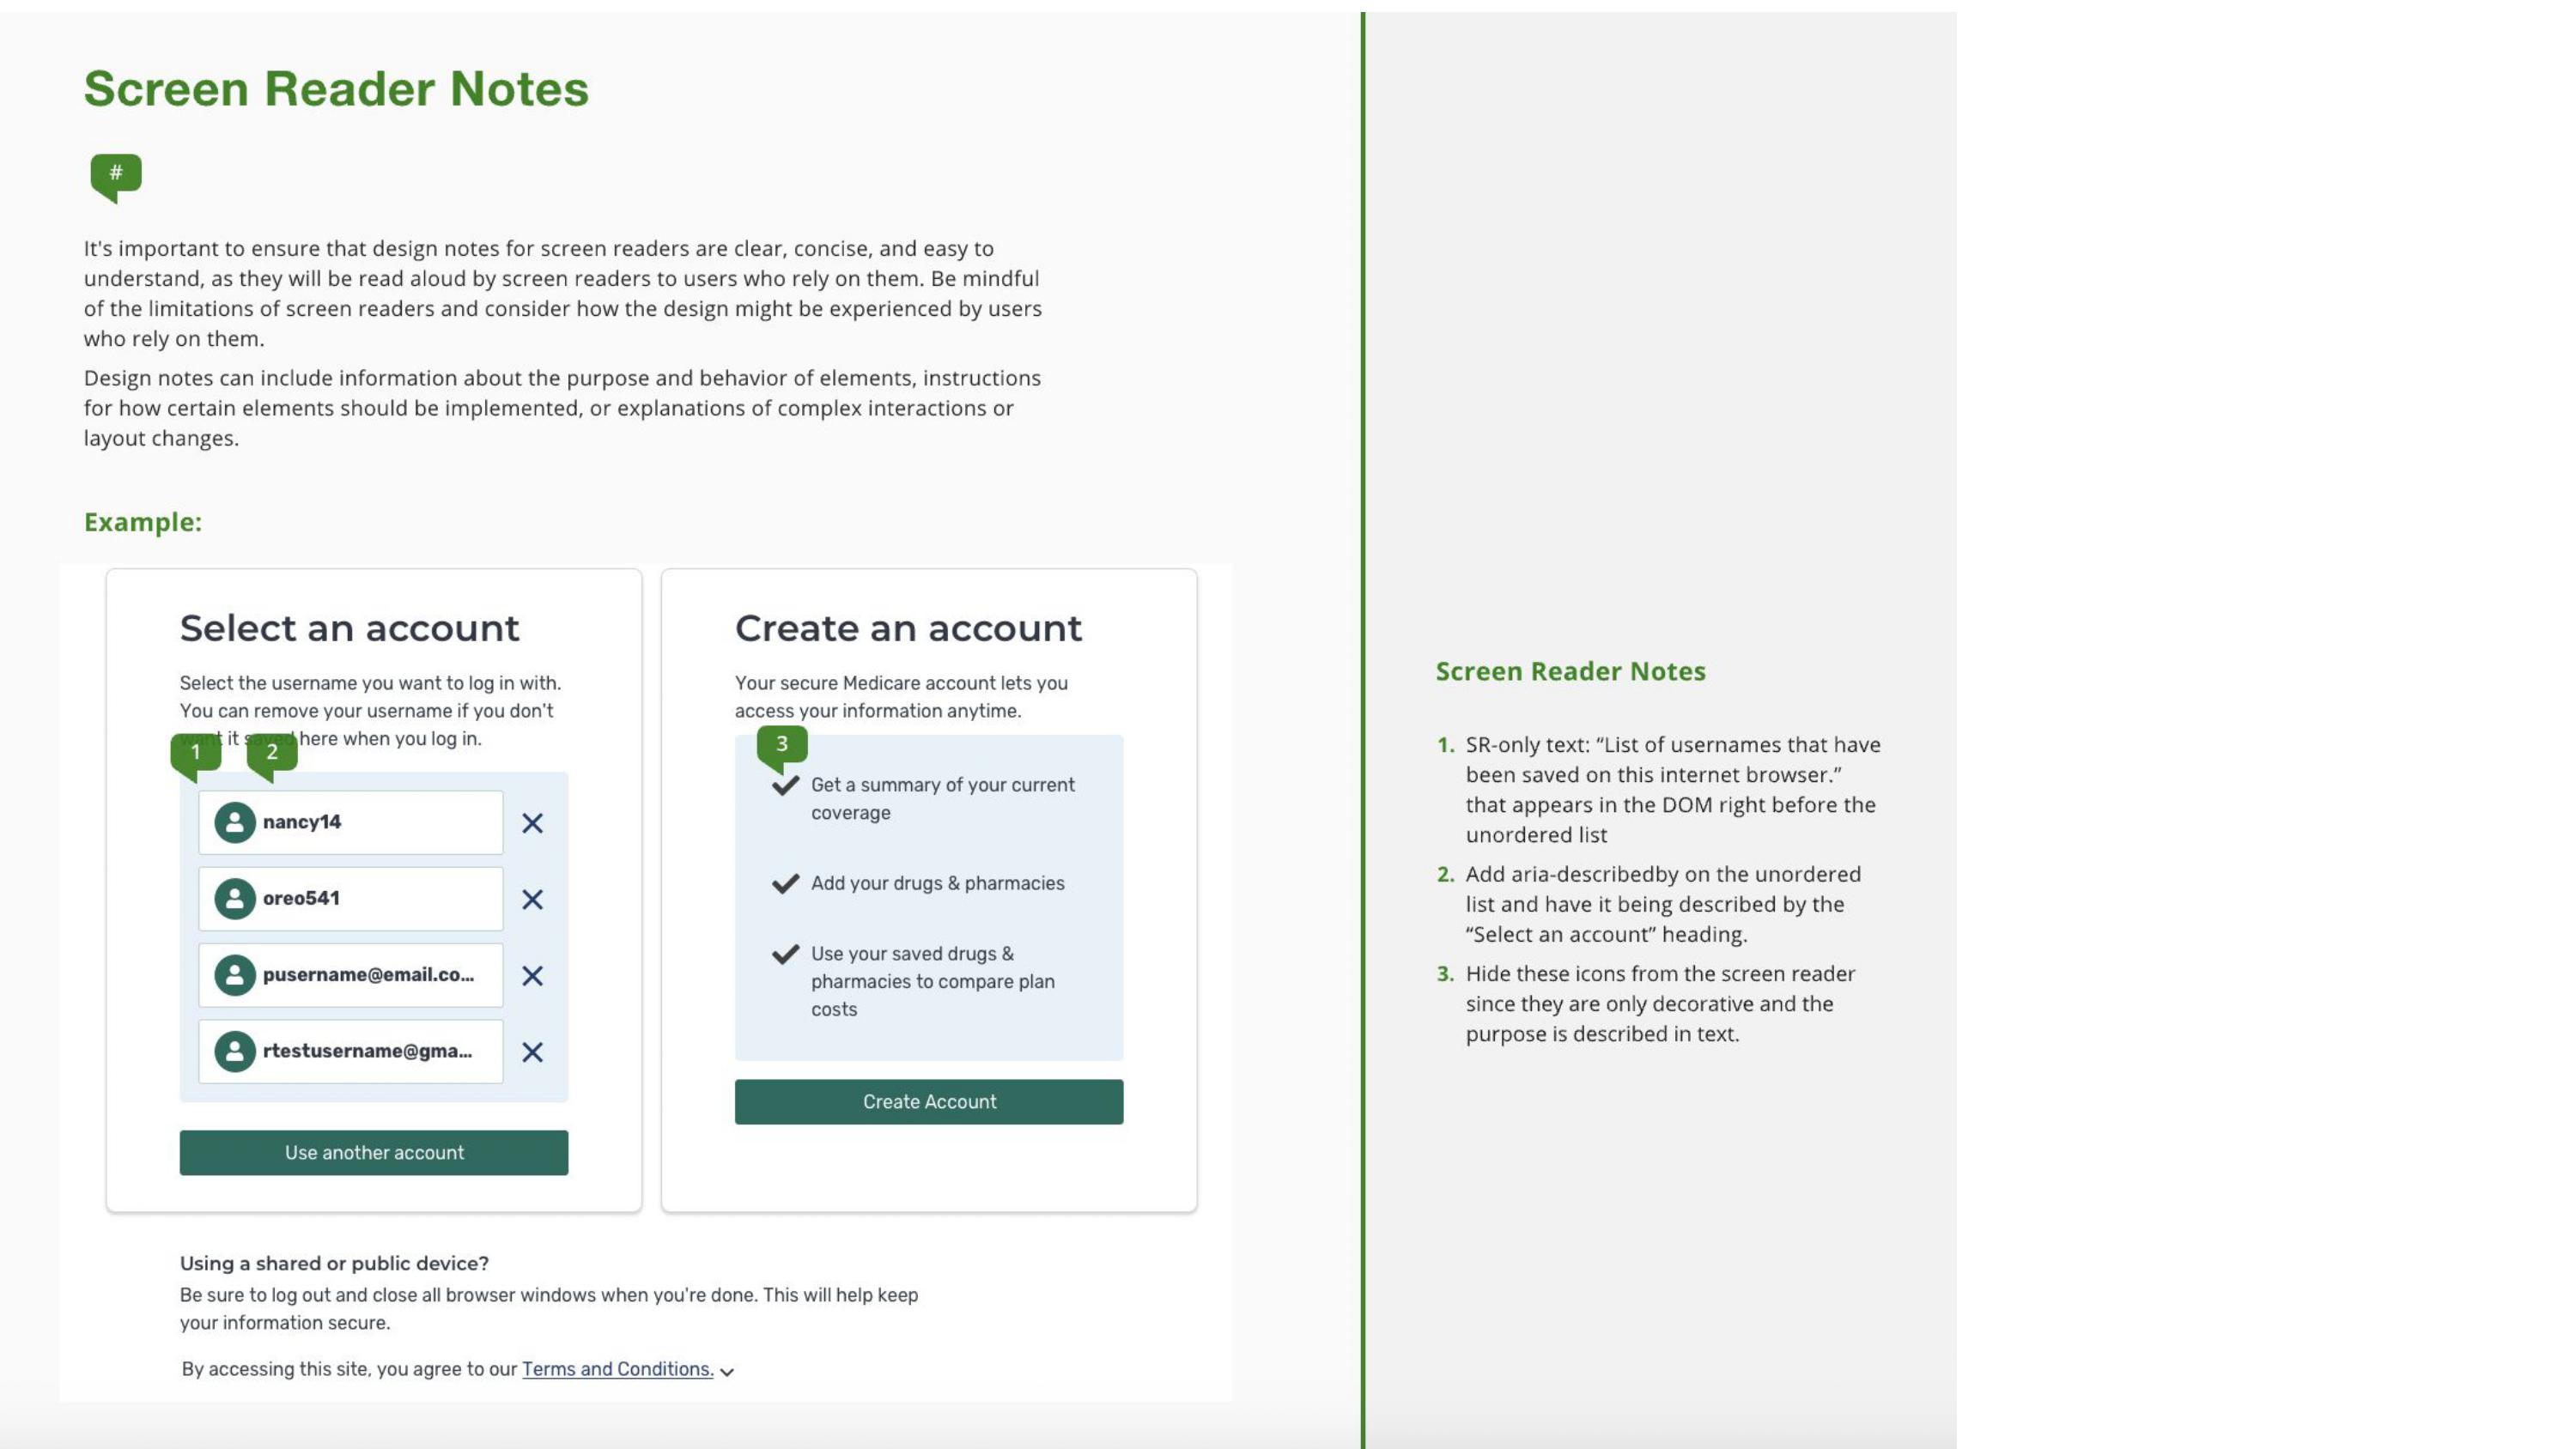 Screen Reader Notes
#
It's important to ensure that design notes for screen readers are clear, concise, and easy to
understand, as they will be read aloud by screen readers to users who rely on them. Be mindful
of the limitations of screen readers and consider how the design might be experienced by users
who rely on them.
Design notes can include information about the purpose and behavior of elements, instructions
for how certain elements should be implemented, or explanations of complex interactions or
layout changes.
Example:
Select an account
Select the username you want to log in with.
You can remove your username if you don't
want it saved here when you log in.
1
2
nancy14
oreo541
pusername@email.co...
rtestusername@gma...
Use another account
Create an account
Your secure Medicare account lets you
access your information anytime.
3
Get a summary of your current
coverage
Add your drugs & pharmacies
Use your saved drugs &
pharmacies to compare plan
costs
Create Account
Using a shared or public device?
Be sure to log out and close all browser windows when you're done. This will help keep
your information secure.
By accessing this site, you agree to our Terms and Conditions.
Screen Reader Notes
1. SR-only text: “List of usernames that have
been saved on this internet browser.”
that appears in the DOM right before the
unordered list
2. Add aria-describedby on the unordered
list and have it being described by the
“Select an account” heading.
3. Hide these icons from the screen reader
since they are only decorative and the
purpose is described in text.